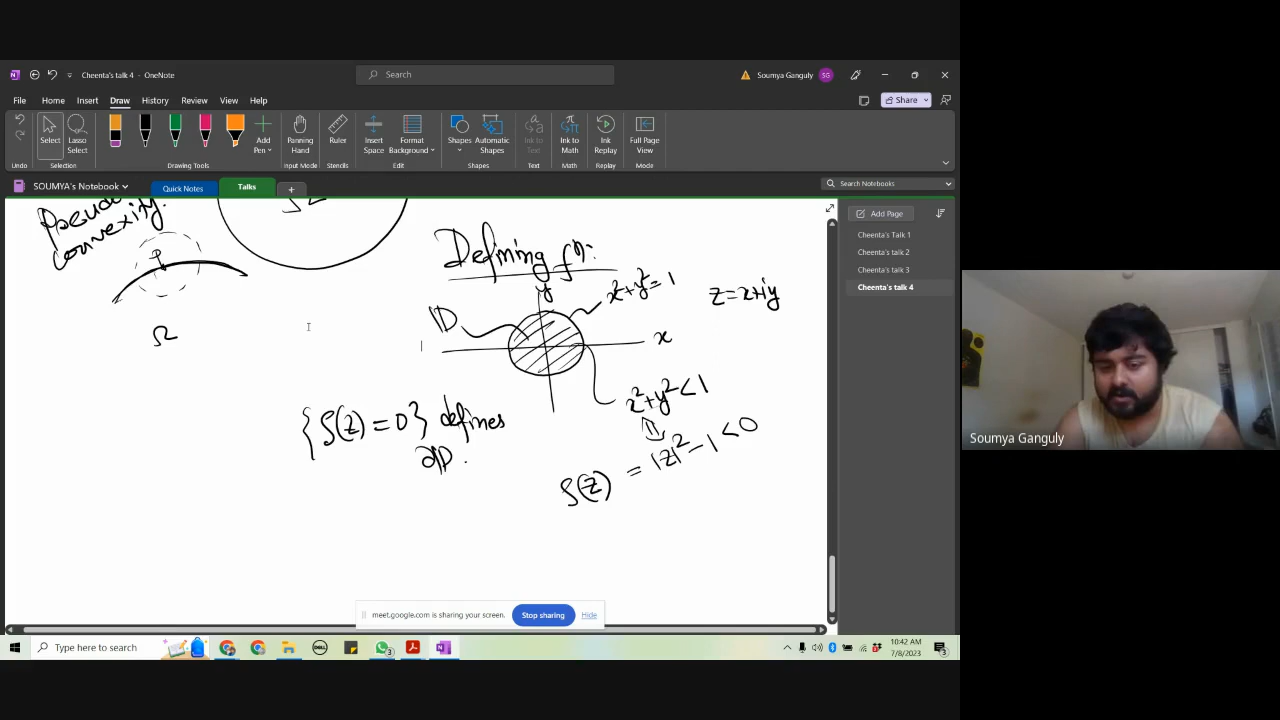 Cheenta's talk 4 - OneNote
Search
Soumya Ganguly
SG
File Home Insert Draw History Review View Help
Share
Select
Lasso Select
Add Pen
Panning Hand
Ruler
Insert Space
Format Background
Shapes
Automatic Shapes
Ink to Text
Ink to Math
Ink Replay
Full Page View
Undo
Selection
Drawing Tools
Input Mode
Stencils
Edit
Shapes
Text
Math
Replay
Mode
SOUMYA's Notebook
Quick Notes
Talks
+
Search Notebooks
Add Page
Cheenta's Talk 1
Cheenta's talk 2
Cheenta's talk 3
Cheenta's talk 4
Pseudo
convexity.
Ω
P
Ω
Defining fⁿ:
y
x²+y²=1
z=x+iy
𝔻
x
x²+y²<1
{ρ(z)=0} defines
∂𝔻.
ρ(z) = |z|²-1<0
Soumya Ganguly
meet.google.com is sharing your screen.
Stop sharing
Hide
Type here to search
3
10:42 AM
7/8/2023
3